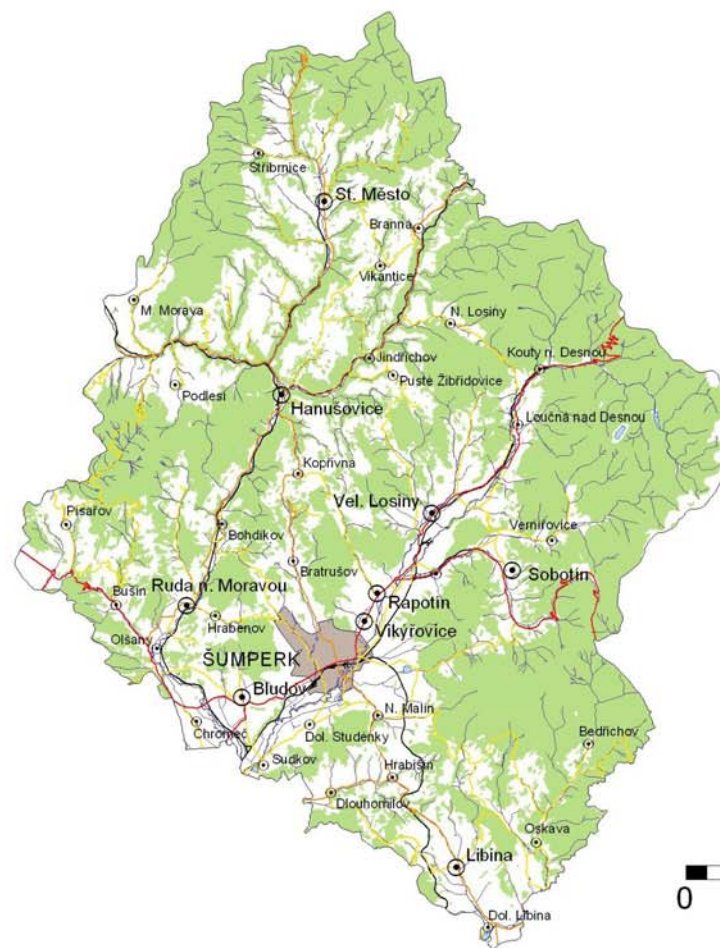 Stříbrnice
St. Město
Branná
Vikantice
M. Morava
N. Losiny
Jindřichov
Kouty n. Desnou
Podlesí
Pusté Žibřidovice
Hanušovice
Loučná nad Desnou
Kopřivna
Vel. Losiny
Písařov
Bohdíkov
Vernířovice
Bratrušov
Sobotín
Bušín
Ruda n. Moravou
Rapotín
Hraběnov
Vikýřovice
Olšany
ŠUMPERK
Bludov
Chromeč
N. Malín
Dol. Studénky
Bedřichov
Sudkov
Hrabišín
Dlouhomilov
Oskava
Libina
0
Dol. Libina